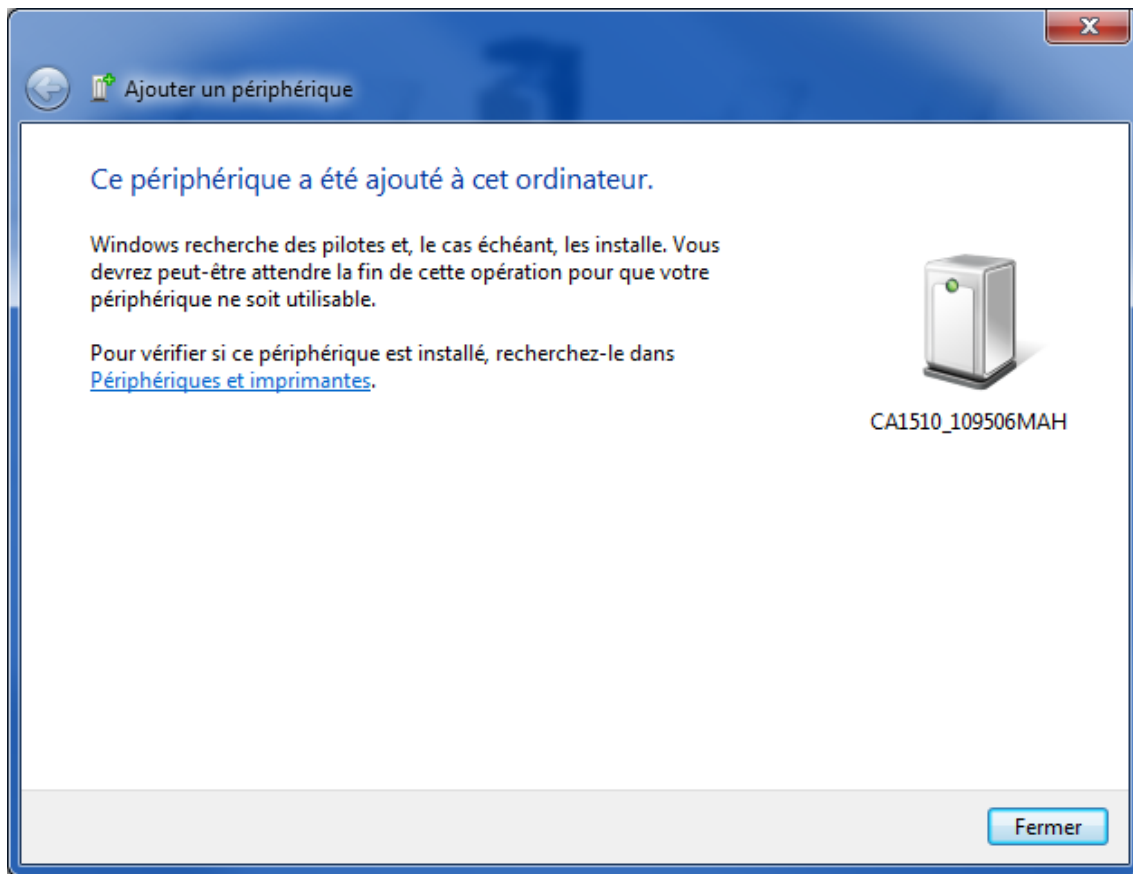 Ajouter un périphérique
Ce périphérique a été ajouté à cet ordinateur.
Windows recherche des pilotes et, le cas échéant, les installe. Vous
devrez peut-être attendre la fin de cette opération pour que votre
périphérique ne soit utilisable.
Pour vérifier si ce périphérique est installé, recherchez-le dans
Périphériques et imprimantes.
CA1510_109506MAH
Fermer